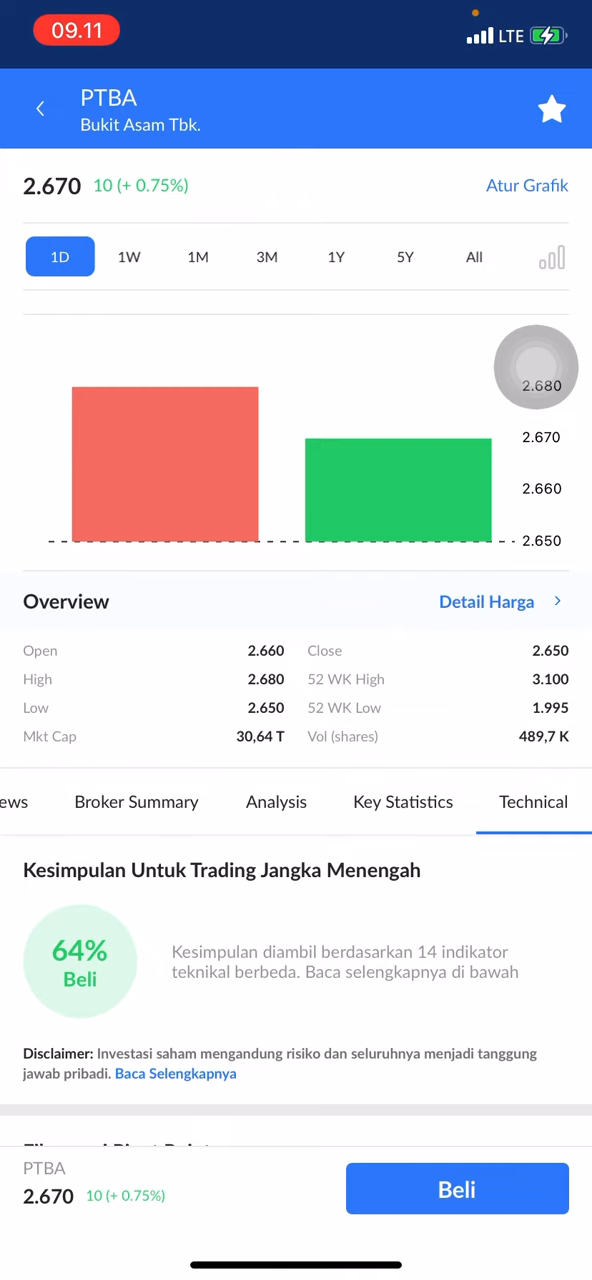 09.11
LTE
PTBA
Bukit Asam Tbk.
2.670 10 (+ 0.75%) Atur Grafik
1D 1W 1M 3M 1Y 5Y All
2.680
2.670
2.660
2.650
Overview Detail Harga
Open 2.660 Close 2.650
High 2.680 52 WK High 3.100
Low 2.650 52 WK Low 1.995
Mkt Cap 30,64 T Vol (shares) 489,7 K
ews Broker Summary Analysis Key Statistics Technical
Kesimpulan Untuk Trading Jangka Menengah
64%
Beli
Kesimpulan diambil berdasarkan 14 indikator
teknikal berbeda. Baca selengkapnya di bawah
Disclaimer: Investasi saham mengandung risiko dan seluruhnya menjadi tanggung
jawab pribadi. Baca Selengkapnya
PTBA
2.670 10 (+ 0.75%)
Beli